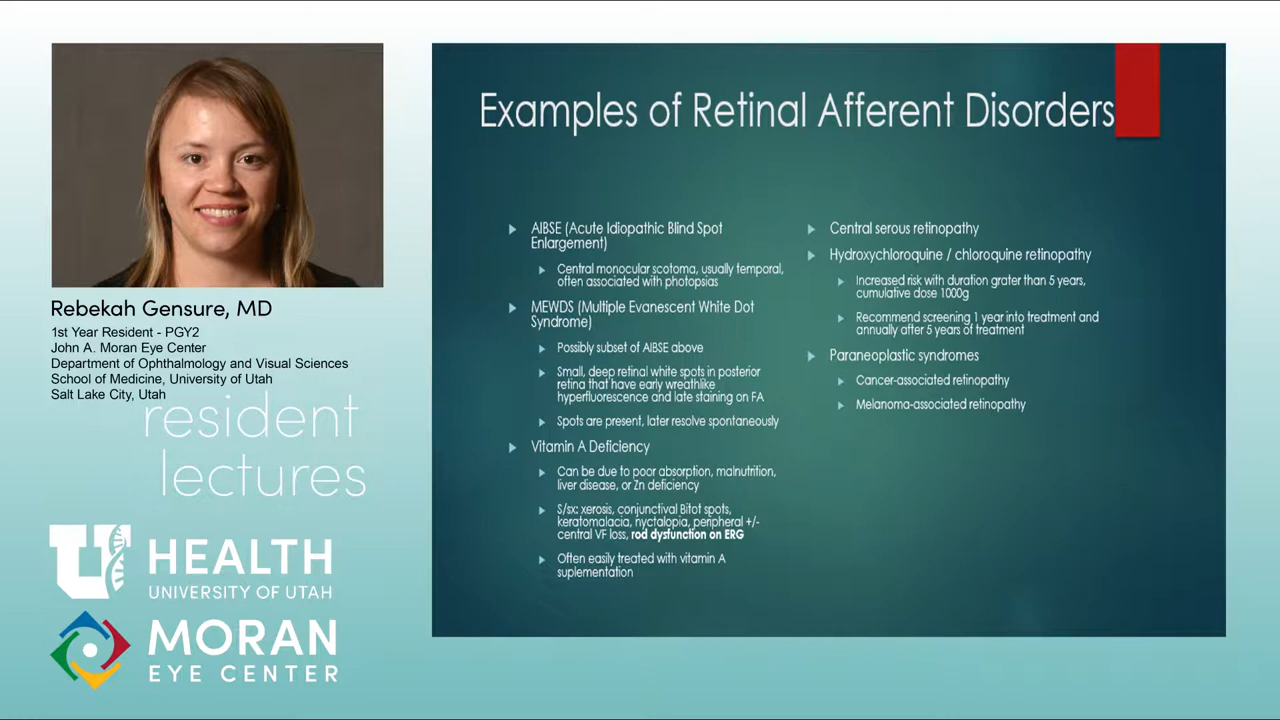 Rebekah Gensure, MD
1st Year Resident - PGY2
John A. Moran Eye Center
Department of Ophthalmology and Visual Sciences
School of Medicine, University of Utah
Salt Lake City, Utah
resident
lectures
U HEALTH
UNIVERSITY OF UTAH
MORAN
EYE CENTER
Examples of Retinal Afferent Disorders
AIBSE (Acute Idiopathic Blind Spot
Enlargement)
Central monocular scotoma, usually temporal,
often associated with photopsias
MEWDS (Multiple Evanescent White Dot
Syndrome)
Possibly subset of AIBSE above
Small, deep retinal white spots in posterior
retina that have early wreathlike
hyperfluorescence and late staining on FA
Spots are present, later resolve spontaneously
Vitamin A Deficiency
Can be due to poor absorption, malnutrition,
liver disease, or Zn deficiency
S/sx: xerosis, conjunctival Bitot spots,
keratomalacia, nyctalopia, peripheral +/-
central VF loss, rod dysfunction on ERG
Often easily treated with vitamin A
suplementation
Central serous retinopathy
Hydroxychloroquine / chloroquine retinopathy
Increased risk with duration grater than 5 years,
cumulative dose 1000g
Recommend screening 1 year into treatment and
annually after 5 years of treatment
Paraneoplastic syndromes
Cancer-associated retinopathy
Melanoma-associated retinopathy